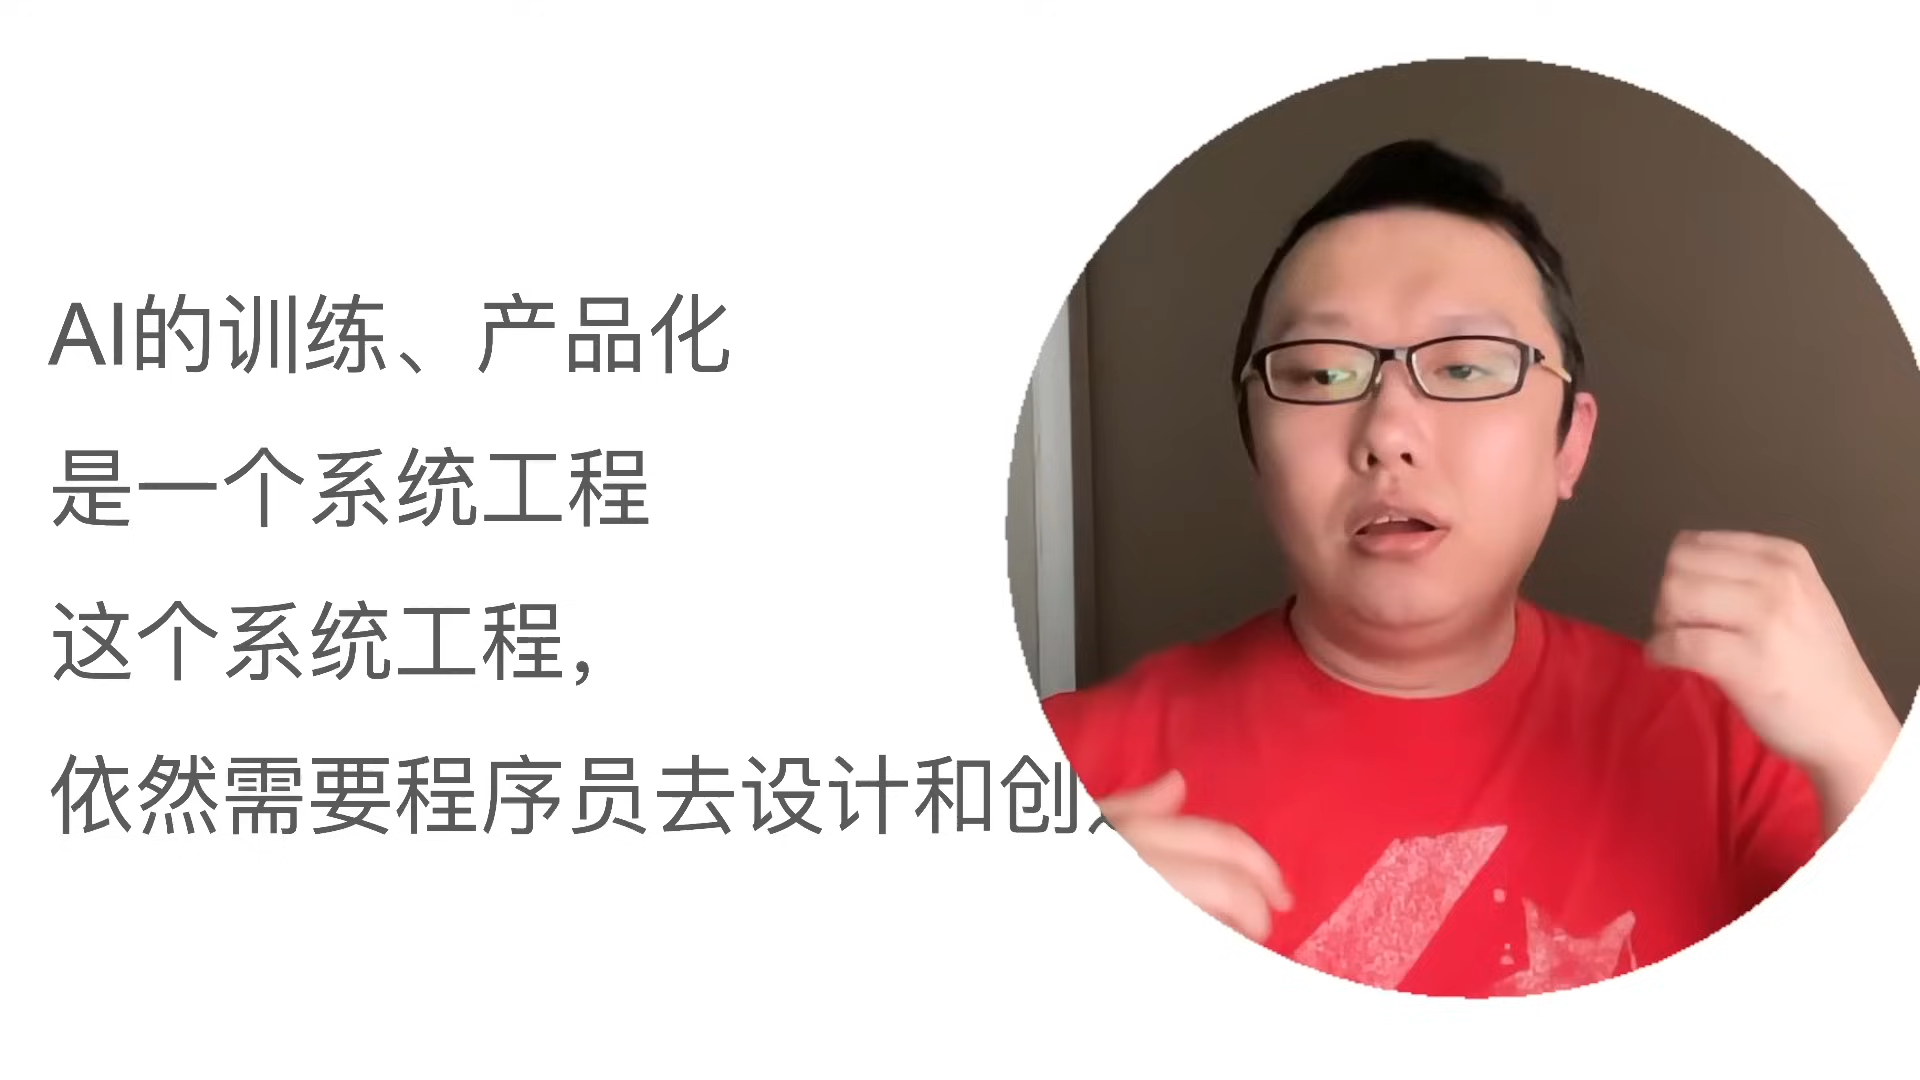 AI的训练、产品化
是一个系统工程
这个系统工程，
依然需要程序员去设计和创